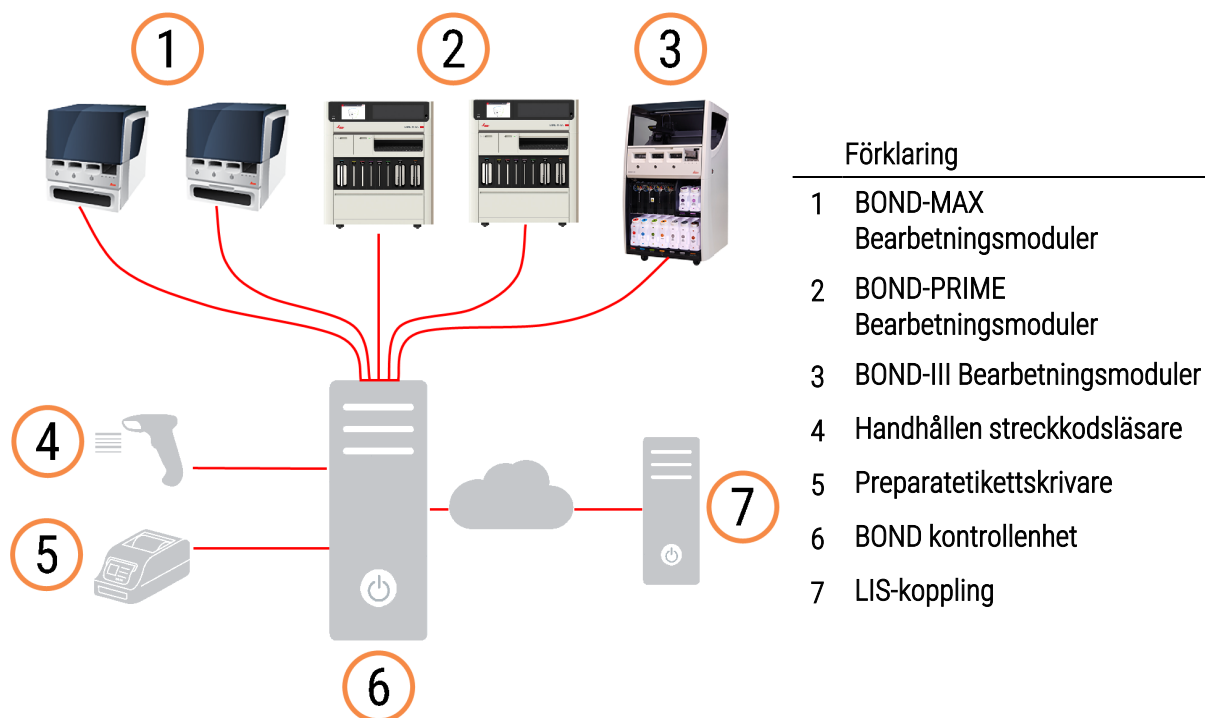 1
2
3
4
5
6
7
Förklaring
1 BOND-MAX
Bearbetningsmoduler
2 BOND-PRIME
Bearbetningsmoduler
3 BOND-III Bearbetningsmoduler
4 Handhållen streckkodsläsare
5 Preparatetikettskrivare
6 BOND kontrollenhet
7 LIS-koppling